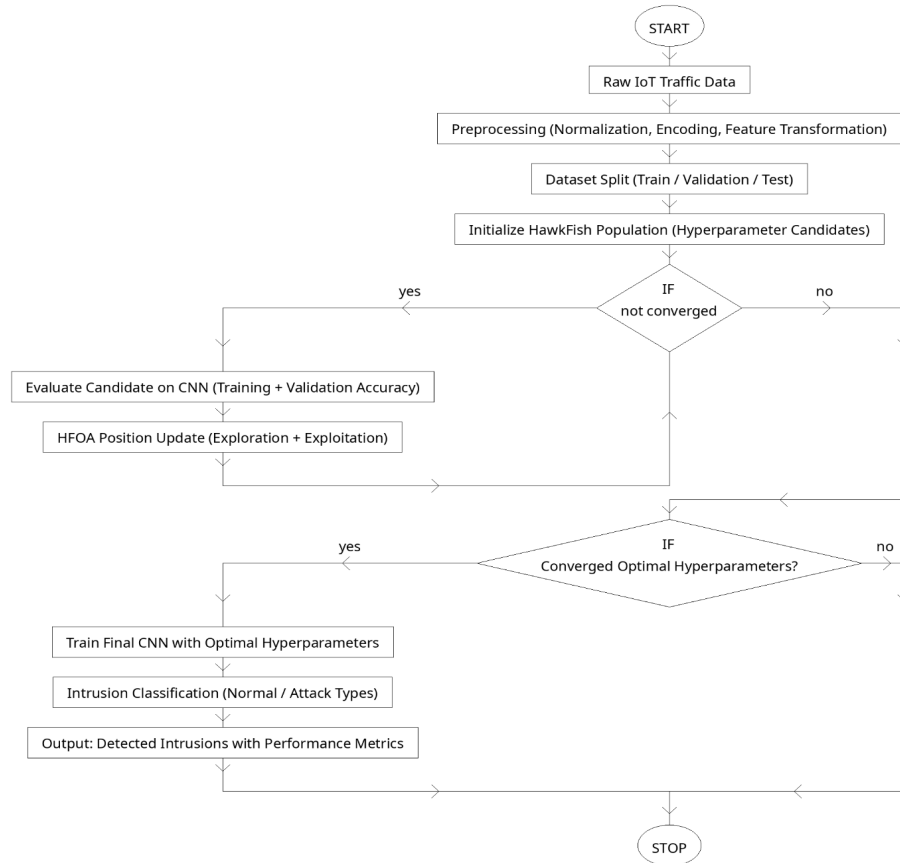 START
Raw IoT Traffic Data
Preprocessing (Normalization, Encoding, Feature Transformation)
Dataset Split (Train / Validation / Test)
Initialize HawkFish Population (Hyperparameter Candidates)
IF
not converged
yes
no
Evaluate Candidate on CNN (Training + Validation Accuracy)
HFOA Position Update (Exploration + Exploitation)
IF
Converged Optimal Hyperparameters?
yes
no
Train Final CNN with Optimal Hyperparameters
Intrusion Classification (Normal / Attack Types)
Output: Detected Intrusions with Performance Metrics
STOP